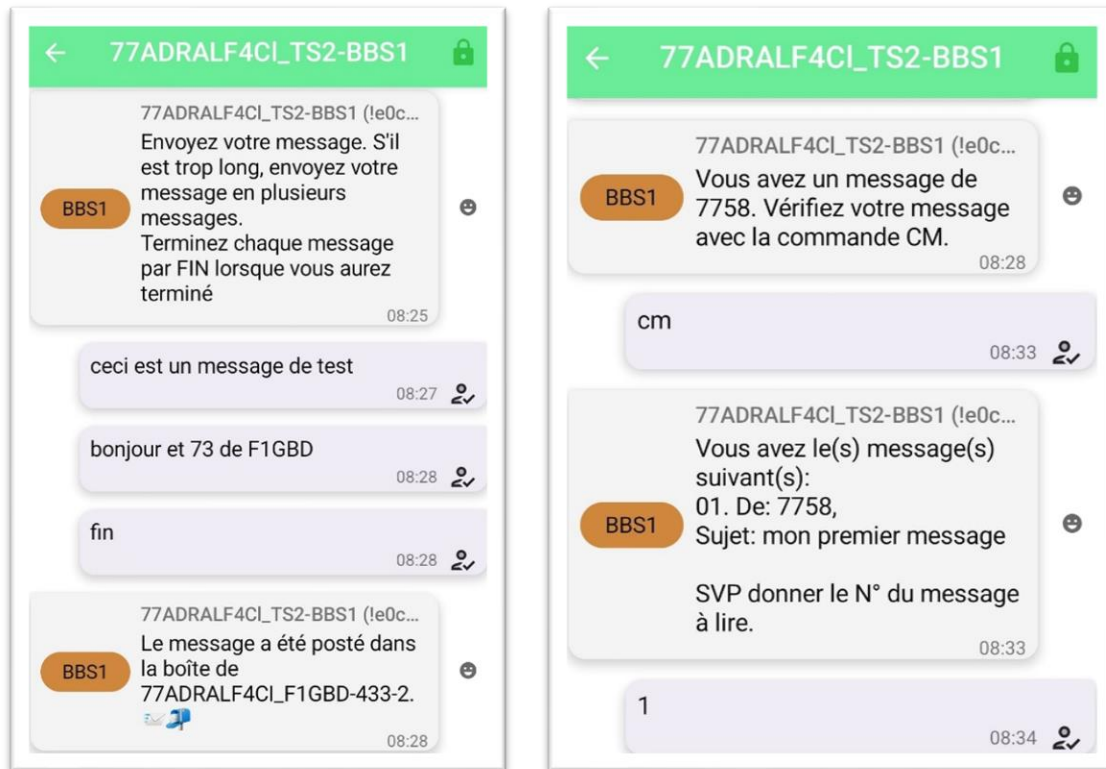 77ADRALF4Cl_TS2-BBS1
77ADRALF4Cl_TS2-BBS1 (!e0c...
Envoyez votre message. S'il
est trop long, envoyez votre
message en plusieurs
messages.
Terminez chaque message
par FIN lorsque vous aurez
terminé
BBS1
08:25
ceci est un message de test
08:27
bonjour et 73 de F1GBD
08:28
fin
08:28
77ADRALF4Cl_TS2-BBS1 (!e0c...
Le message a été posté dans
la boîte de
77ADRALF4Cl_F1GBD-433-2.
BBS1
08:28
77ADRALF4Cl_TS2-BBS1
77ADRALF4Cl_TS2-BBS1 (!e0c...
Vous avez un message de
7758. Vérifiez votre message
avec la commande CM.
BBS1
08:28
cm
08:33
77ADRALF4Cl_TS2-BBS1 (!e0c...
Vous avez le(s) message(s)
suivant(s):
01. De: 7758,
Sujet: mon premier message
SVP donner le N° du message
à lire.
BBS1
08:33
1
08:34